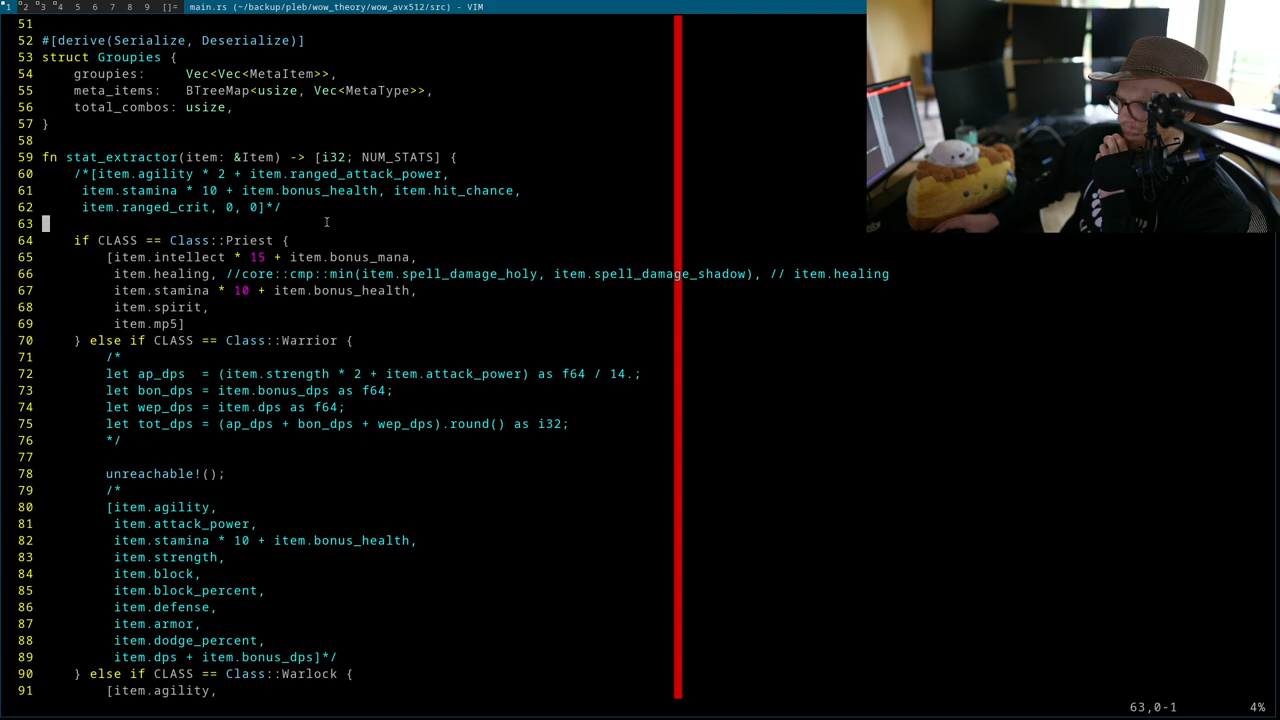 1 2 3 4 5 6 7 8 9 []= main.rs (~/backup/pleb/wow_theory/wow_avx512/src) - VIM
51
52 #[derive(Serialize, Deserialize)]
53 struct Groupies {
54     groupies:     Vec<Vec<MetaItem>>,
55     meta_items:   BTreeMap<usize, Vec<MetaType>>,
56     total_combos: usize,
57 }
58
59 fn stat_extractor(item: &Item) -> [i32; NUM_STATS] {
60     /*[item.agility * 2 + item.ranged_attack_power,
61      item.stamina * 10 + item.bonus_health, item.hit_chance,
62      item.ranged_crit, 0, 0]*/
63
64     if CLASS == Class::Priest {
65         [item.intellect * 15 + item.bonus_mana,
66          item.healing, //core::cmp::min(item.spell_damage_holy, item.spell_damage_shadow), // item.healing
67          item.stamina * 10 + item.bonus_health,
68          item.spirit,
69          item.mp5]
70     } else if CLASS == Class::Warrior {
71         /*
72         let ap_dps  = (item.strength * 2 + item.attack_power) as f64 / 14.;
73         let bon_dps = item.bonus_dps as f64;
74         let wep_dps = item.dps as f64;
75         let tot_dps = (ap_dps + bon_dps + wep_dps).round() as i32;
76         */
77
78         unreachable!();
79         /*
80         [item.agility,
81          item.attack_power,
82          item.stamina * 10 + item.bonus_health,
83          item.strength,
84          item.block,
85          item.block_percent,
86          item.defense,
87          item.armor,
88          item.dodge_percent,
89          item.dps + item.bonus_dps]*/
90     } else if CLASS == Class::Warlock {
91         [item.agility,
63,0-1 4%